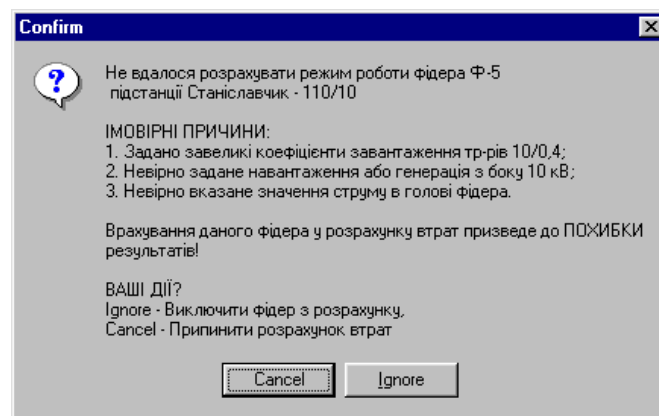 Confirm
Не вдалося розрахувати режим роботи фідера Ф-5
підстанції Станіславчик - 110/10
ІМОВІРНІ ПРИЧИНИ:
1. Задано завеликі коефіцієнти завантаження тр-рів 10/0,4;
2. Невірно задане навантаження або генерація з боку 10 кВ;
3. Невірно вказане значення струму в голові фідера.
Врахування даного фідера у розрахунку втрат призведе до ПОХИБКИ
результатів!
ВАШІ ДІЇ?
Ignore - Виключити фідер з розрахунку,
Cancel - Припинити розрахунок втрат
Cancel Ignore